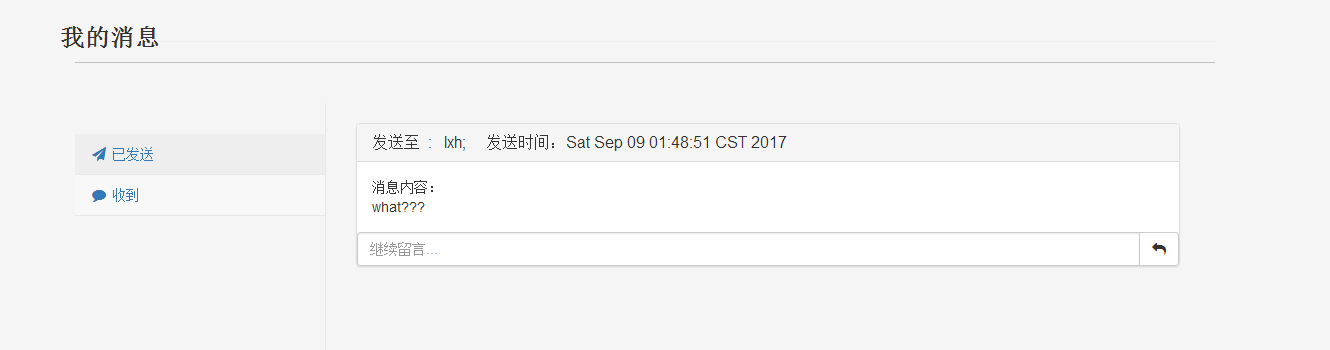 我的消息
已发送
收到
发送至 : lxh; 发送时间：Sat Sep 09 01:48:51 CST 2017
消息内容：
what???
继续留言...